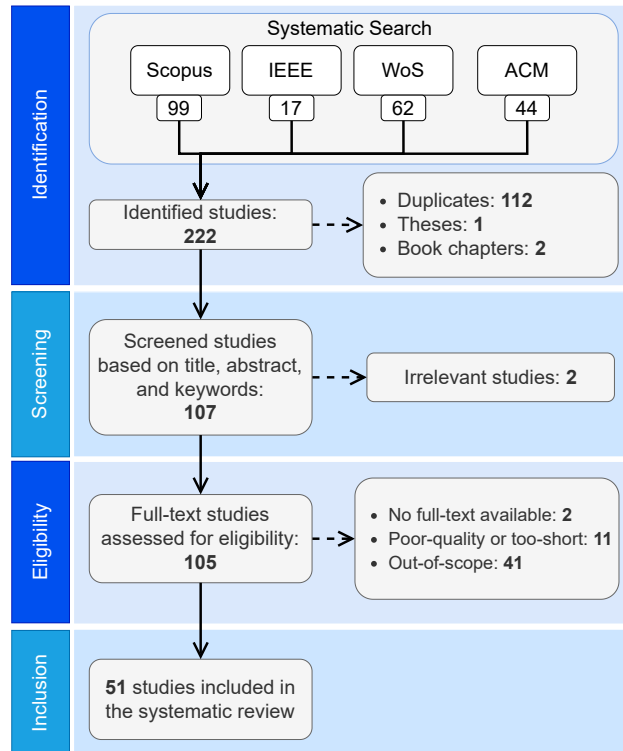 Systematic Search
Scopus
IEEE
WoS
ACM
99
17
62
44
Identification
Identified studies:
222
• Duplicates: 112
• Theses: 1
• Book chapters: 2
Screening
Screened studies
based on title, abstract,
and keywords:
107
Irrelevant studies: 2
Eligibility
Full-text studies
assessed for eligibility:
105
• No full-text available: 2
• Poor-quality or too-short: 11
• Out-of-scope: 41
Inclusion
51 studies included in
the systematic review